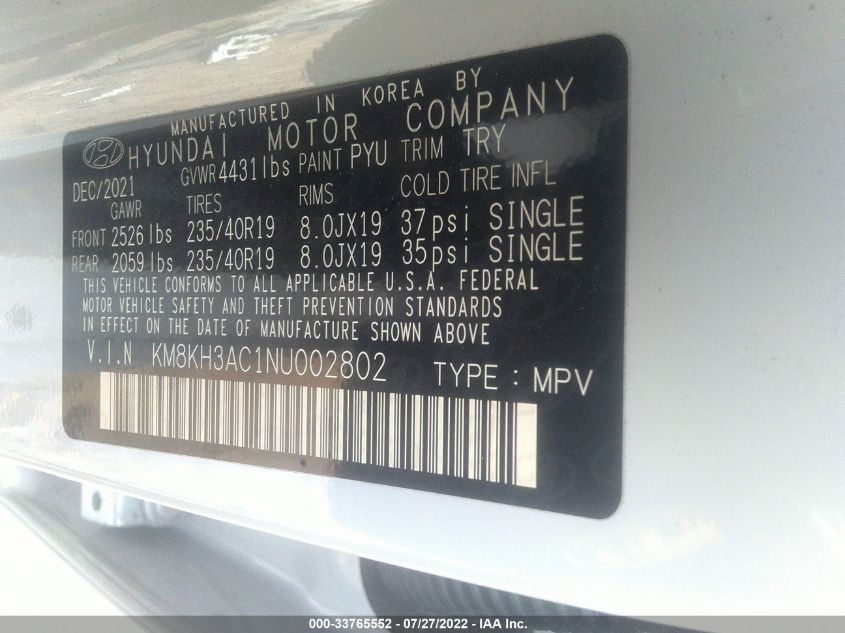 MANUFACTURED IN KOREA BY
HYUNDAI MOTOR COMPANY
DEC/2021 GVWR 4431 lbs PAINT PYU TRIM TRY
GAWR TIRES RIMS COLD TIRE INFL
FRONT 2526 lbs 235/40R19 8.0JX19 37psi SINGLE
REAR 2059 lbs 235/40R19 8.0JX19 35psi SINGLE
THIS VEHICLE CONFORMS TO ALL APPLICABLE U.S.A. FEDERAL
MOTOR VEHICLE SAFETY AND THEFT PREVENTION STANDARDS
IN EFFECT ON THE DATE OF MANUFACTURE SHOWN ABOVE
V.I.N KM8KH3AC1NU002802 TYPE : MPV
000-33765552 - 07/27/2022 - IAA Inc.